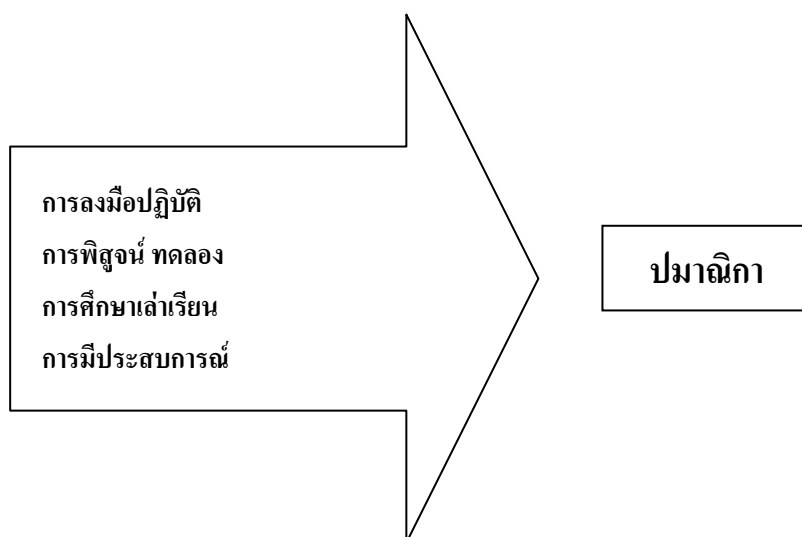 การลงมือปฏิบัติ
การพิสูจน์ ทดลอง
การศึกษาเล่าเรียน
การมีประสบการณ์
ปมาณิกา